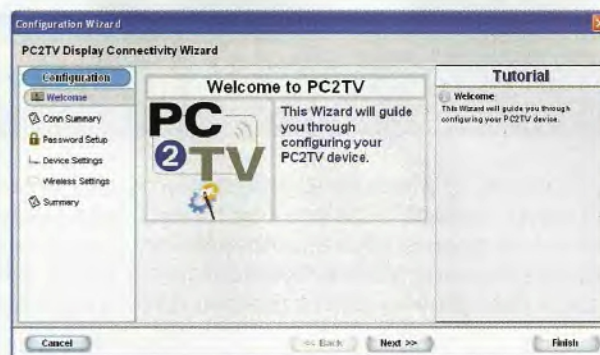 Configuration Wizard
PC2TV Display Connectivity Wizard
Configuration
Welcome
Conn Summary
Password Setup
Device Settings
Wireless Settings
Summary
Welcome to PC2TV
PC
2TV
This Wizard will guide
you through
configuring your
PC2TV device.
Tutorial
Welcome
This Wizard will guide you through
configuring your PC2TV device.
Cancel
<< Back
Next >>
Finish